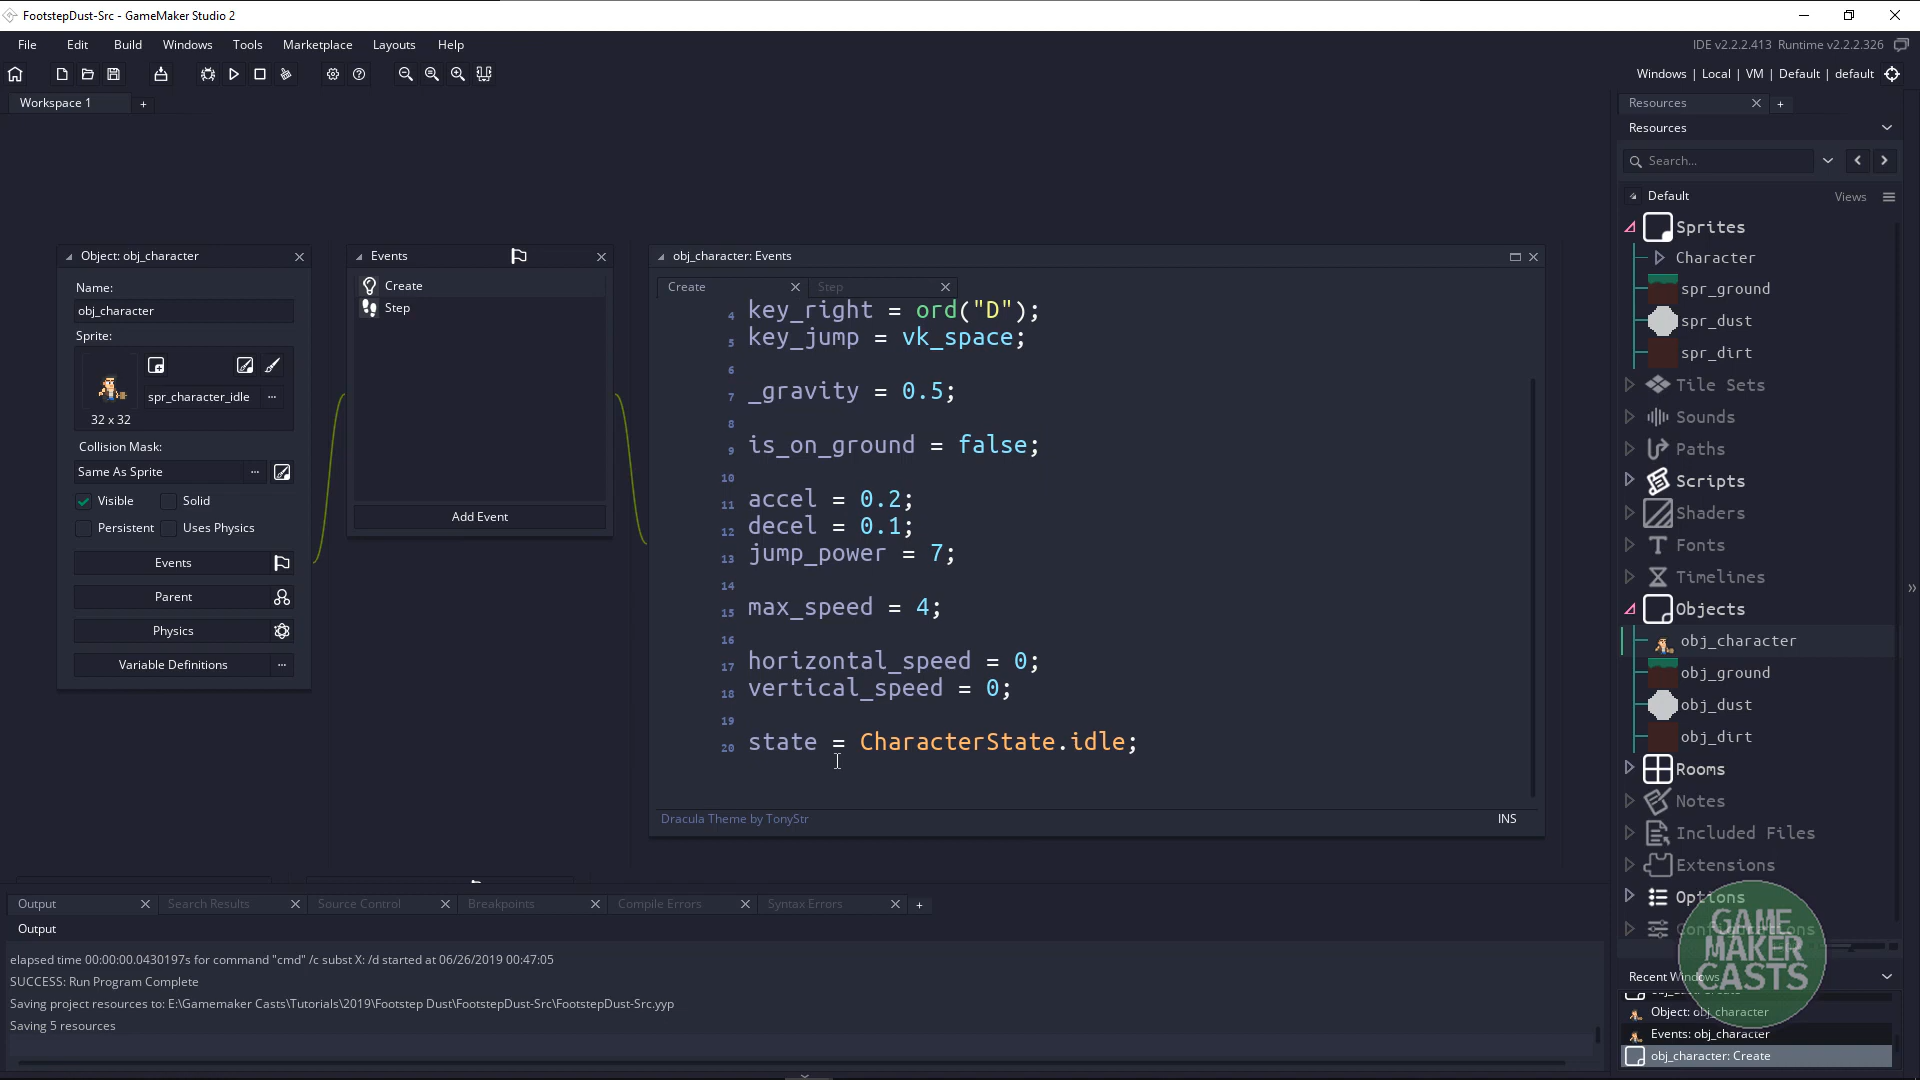 FootstepDust-Src - GameMaker Studio 2
File Edit Build Windows Tools Marketplace Layouts Help
IDE v2.2.2.413 Runtime v2.2.2.326
Windows | Local | VM | Default | default
Workspace 1 +
Object: obj_character
Name:
obj_character
Sprite:
spr_character_idle ...
32 x 32
Collision Mask:
Same As Sprite ...
Visible Solid
Persistent Uses Physics
Events
Parent
Physics
Variable Definitions ...
Events
Create
Step
Add Event
obj_character: Events
Create Step
4 key_right = ord("D");
5 key_jump = vk_space;
6
7 _gravity = 0.5;
8
9 is_on_ground = false;
10
11 accel = 0.2;
12 decel = 0.1;
13 jump_power = 7;
14
15 max_speed = 4;
16
17 horizontal_speed = 0;
18 vertical_speed = 0;
19
20 state = CharacterState.idle;
Dracula Theme by TonyStr INS
Resources +
Resources
Search...
Default Views
Sprites
Character
spr_ground
spr_dust
spr_dirt
Tile Sets
Sounds
Paths
Scripts
Shaders
Fonts
Timelines
Objects
obj_character
obj_ground
obj_dust
obj_dirt
Rooms
Notes
Included Files
Extensions
Options
GAME
MAKER
CASTS
Recent Windows
Object: obj_character
Events: obj_character
obj_character: Create
Output Search Results Source Control Breakpoints Compile Errors Syntax Errors +
Output
elapsed time 00:00:00.0430197s for command "cmd" /c subst X: /d started at 06/26/2019 00:47:05
SUCCESS: Run Program Complete
Saving project resources to: E:\Gamemaker Casts\Tutorials\2019\Footstep Dust\FootstepDust-Src\FootstepDust-Src.yyp
Saving 5 resources